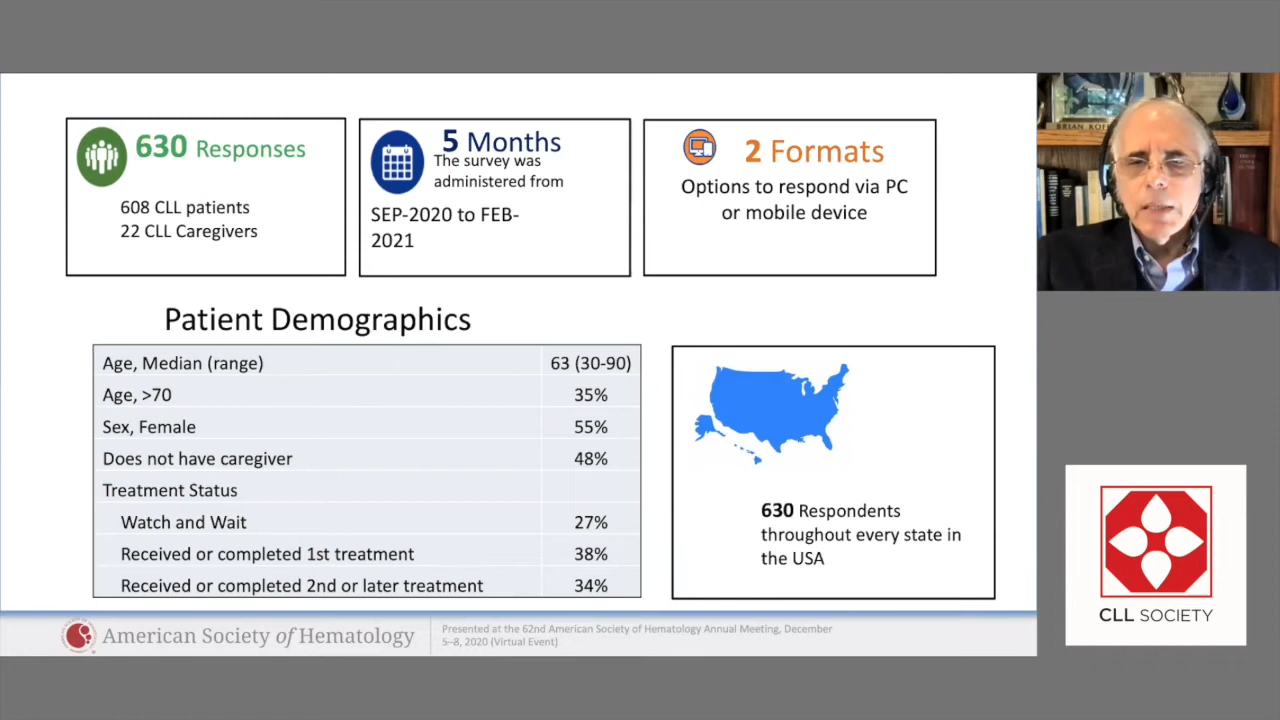 630 Responses
608 CLL patients
22 CLL Caregivers
5 Months
The survey was
administered from
SEP-2020 to FEB-
2021
2 Formats
Options to respond via PC
or mobile device
Patient Demographics
Age, Median (range) 63 (30-90)
Age, >70 35%
Sex, Female 55%
Does not have caregiver 48%
Treatment Status
Watch and Wait 27%
Received or completed 1st treatment 38%
Received or completed 2nd or later treatment 34%
630 Respondents
throughout every state in
the USA
American Society of Hematology
Presented at the 62nd American Society of Hematology Annual Meeting, December
5–8, 2020 (Virtual Event)
BRIAN
CLL SOCIETY